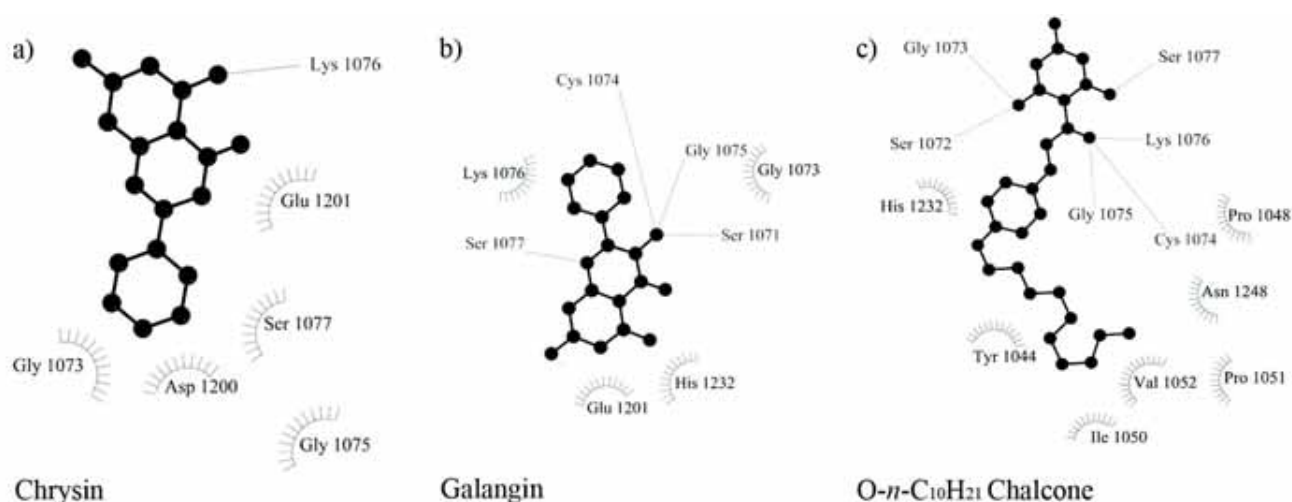 a)
Lys 1076
Glu 1201
Ser 1077
Gly 1073
Asp 1200
Gly 1075
Chrysin
b)
Cys 1074
Lys 1076
Gly 1075
Gly 1073
Ser 1077
Ser 1071
His 1232
Glu 1201
Galangin
c)
Gly 1073
Ser 1077
Ser 1072
Lys 1076
His 1232
Gly 1075
Pro 1048
Cys 1074
Asn 1248
Tyr 1044
Val 1052
Pro 1051
Ile 1050
O-n-C₁₀H₂₁ Chalcone